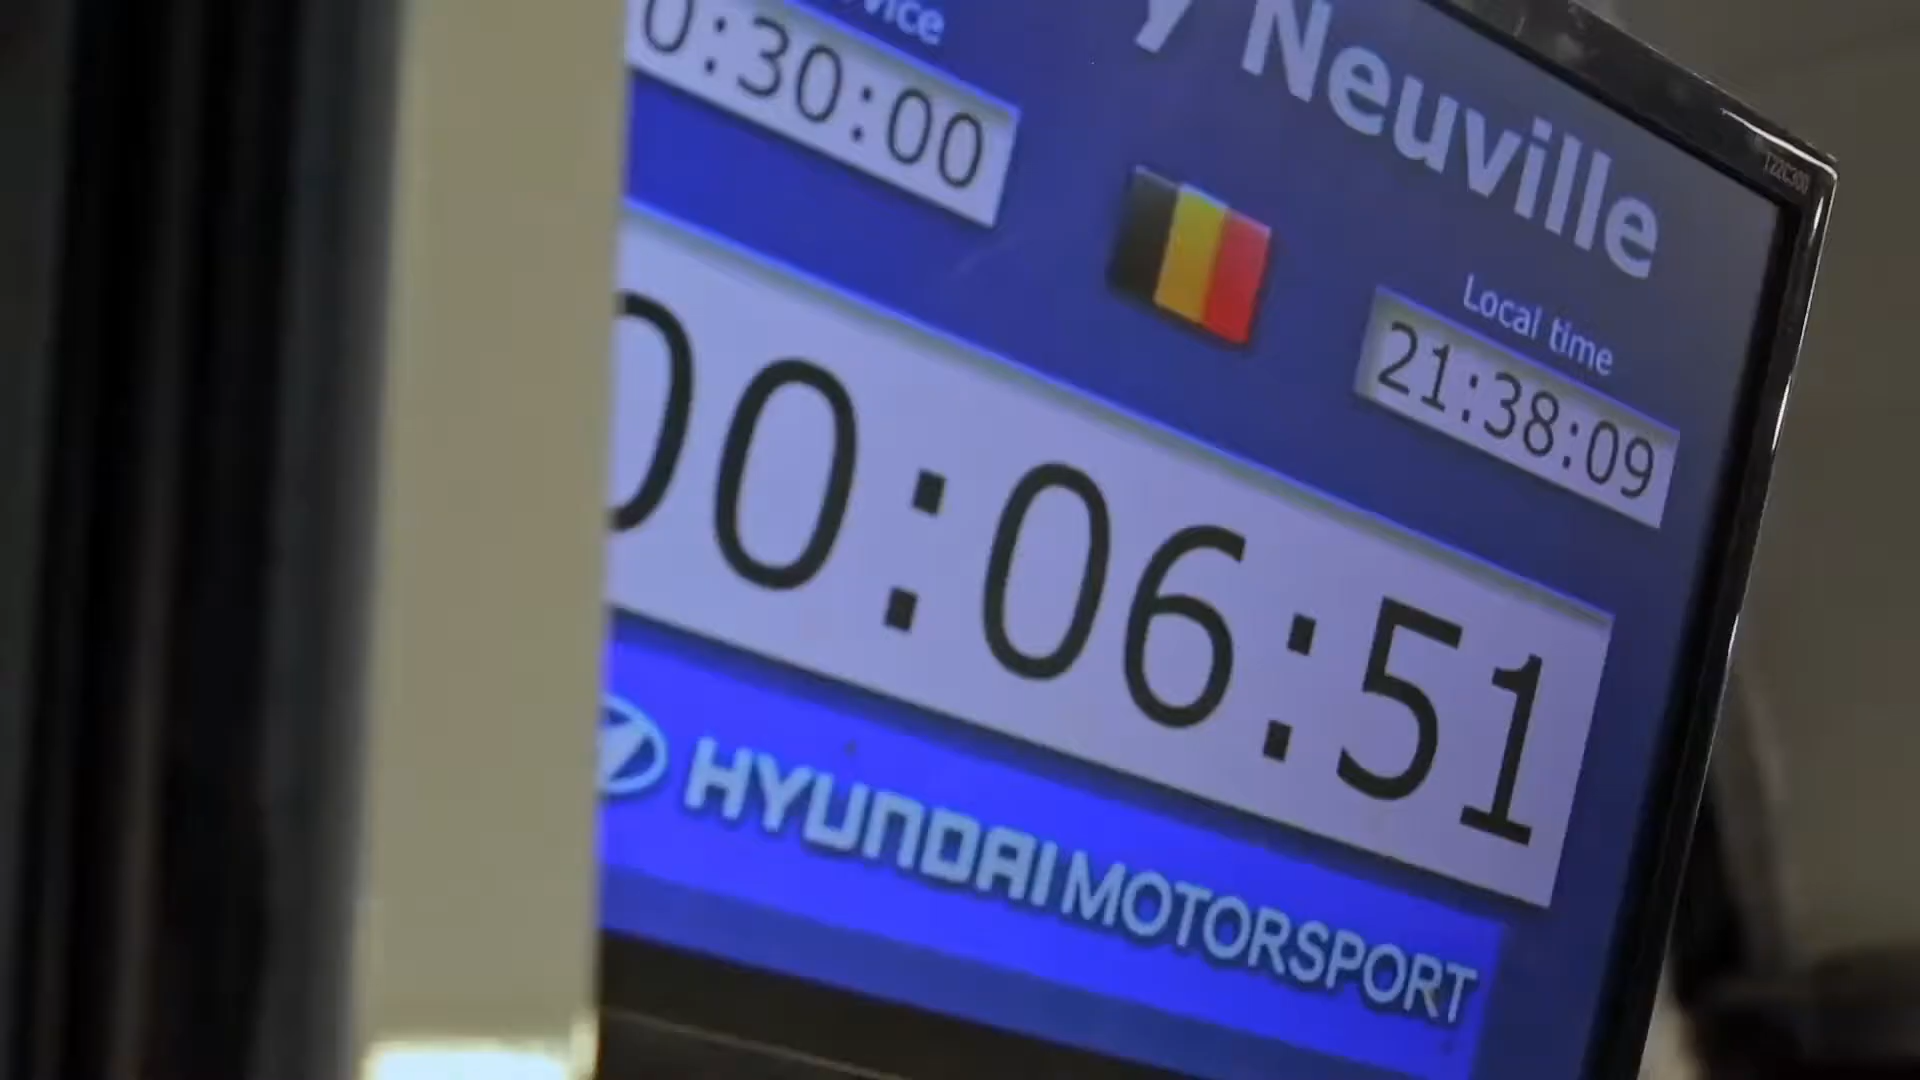 vice
0:30:00
y Neuville
Local time
21:38:09
00:06:51
HYUNDAI MOTORSPORT